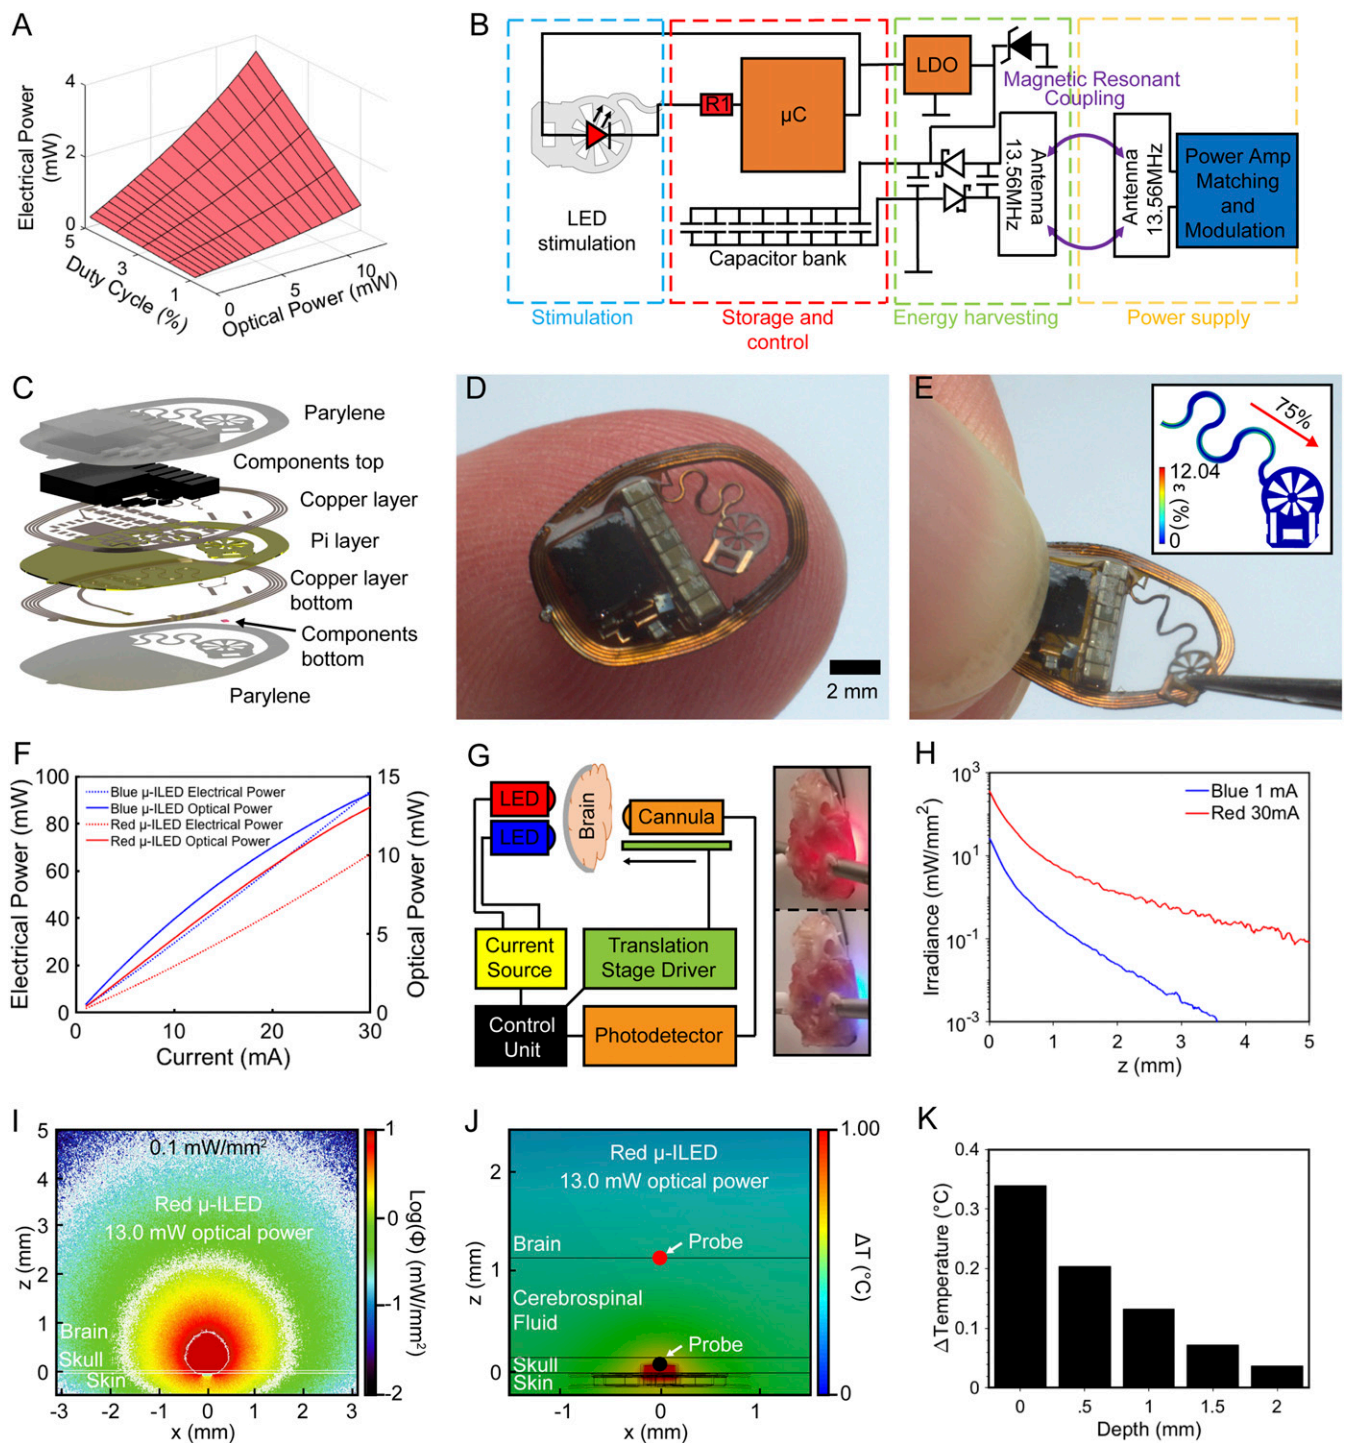 A
Electrical Power
(mW)
4
2
0
5
3
1
Duty Cycle (%)
0
5
10
Optical Power (mW)
B
LED
stimulation
Stimulation
R1
µC
Capacitor bank
Storage and
control
LDO
Magnetic Resonant
Coupling
Antenna
13.56MHz
Energy harvesting
Antenna
13.56MHz
Power Amp
Matching
and
Modulation
Power supply
C
Parylene
Components top
Copper layer
Pi layer
Copper layer
bottom
Components
bottom
Parylene
D
2 mm
E
75%
12.04
ε (%)
0
F
Electrical Power (mW)
100
80
60
40
20
0
Blue µ-ILED Electrical Power
Blue µ-ILED Optical Power
Red µ-ILED Electrical Power
Red µ-ILED Optical Power
10
20
30
Current (mA)
15
10
5
0
Optical Power (mW)
G
LED
LED
Brain
Cannula
Current
Source
Translation
Stage Driver
Control
Unit
Photodetector
H
Irradiance (mW/mm²)
10³
10¹
10⁻¹
10⁻³
Blue 1 mA
Red 30mA
0
1
2
3
4
5
z (mm)
I
z (mm)
5
4
3
2
1
0
0.1 mW/mm²
Red µ-ILED
13.0 mW optical power
Brain
Skull
Skin
-3
-2
-1
0
1
2
3
x (mm)
1
0
-1
-2
Log(Φ) (mW/mm²)
J
z (mm)
2
1
0
Red µ-ILED
13.0 mW optical power
Brain
Probe
Cerebrospinal
Fluid
Probe
Skull
Skin
-1
0
1
x (mm)
1.00
0
ΔT (°C)
K
ΔTemperature (°C)
0.4
0.3
0.2
0.1
0
0
.5
1
1.5
2
Depth (mm)